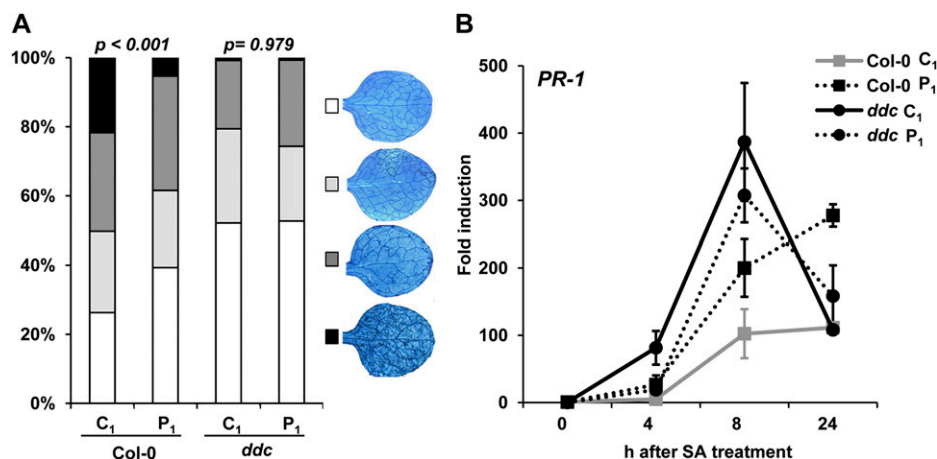 A
p < 0.001 p= 0.979
100%
80%
60%
40%
20%
0%
C1 P1 C1 P1
Col-0 ddc
B
PR-1
Col-0 C1
Col-0 P1
ddc C1
ddc P1
Fold induction
500
400
300
200
100
0
0 4 8 24
h after SA treatment